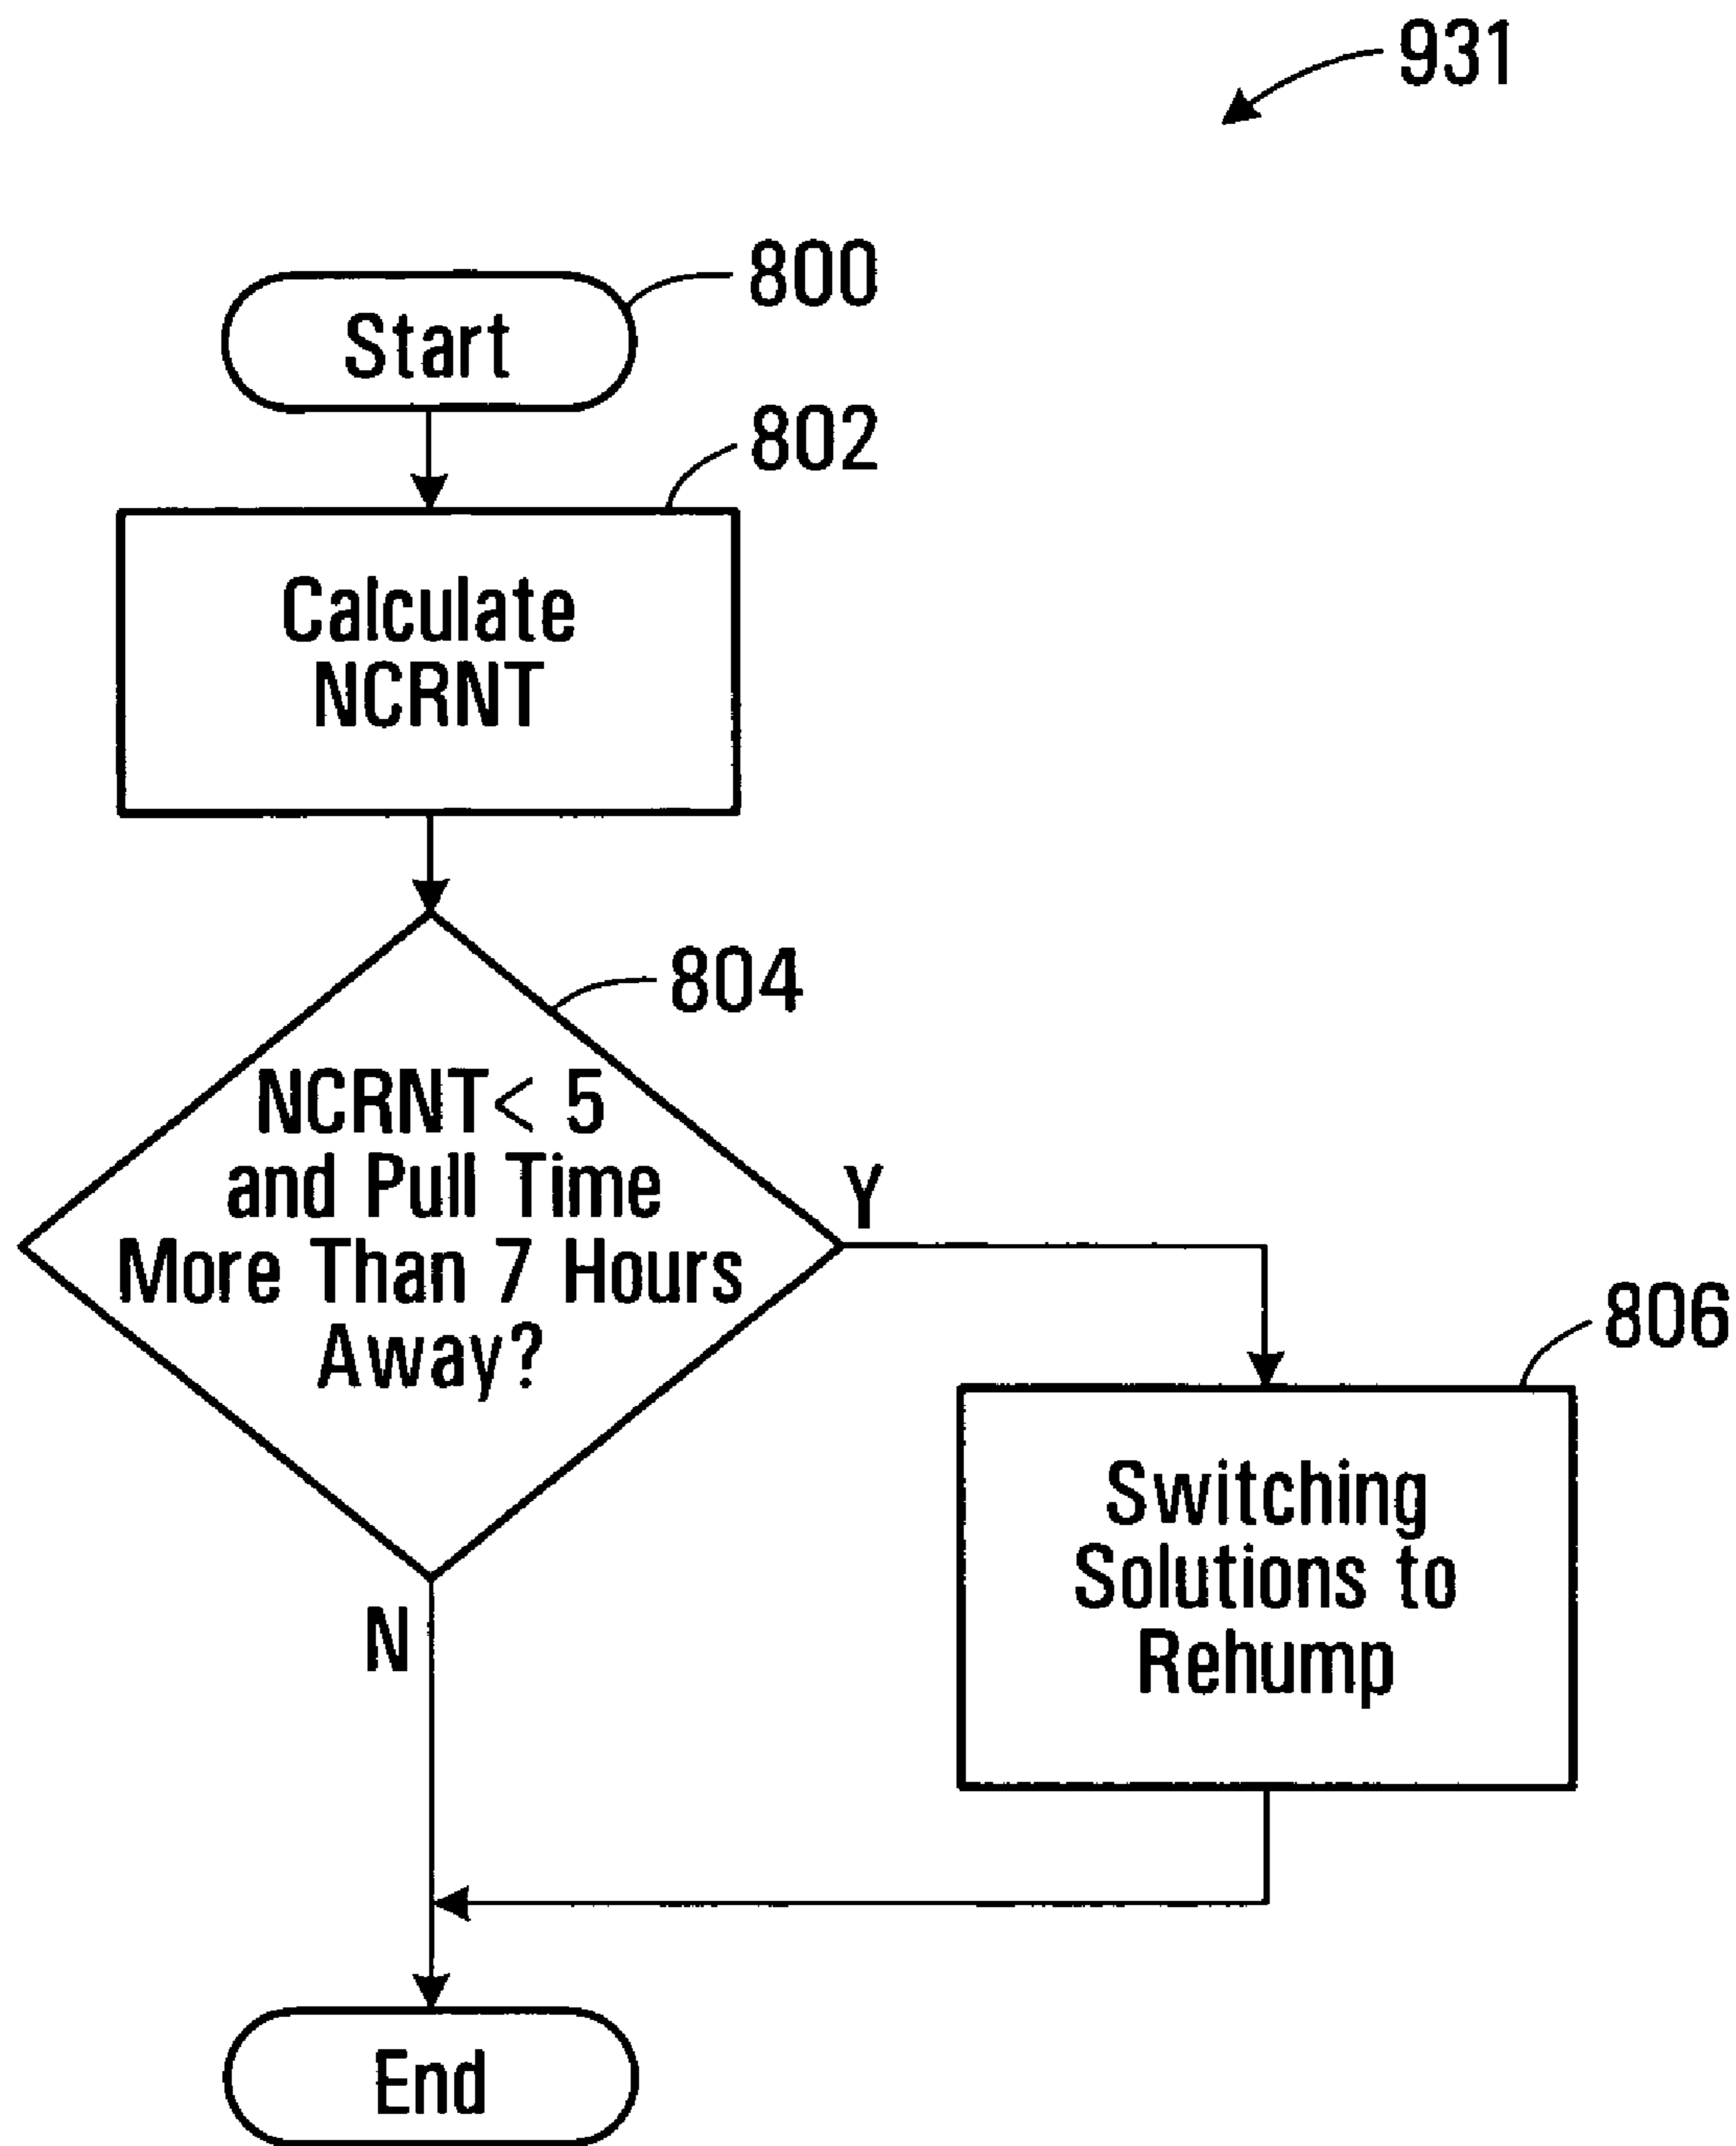 931
800
Start
802
Calculate
NCRNT
804
NCRNT< 5
and Pull Time
More Than 7 Hours
Away?
Y
N
806
Switching
Solutions to
Rehump
End